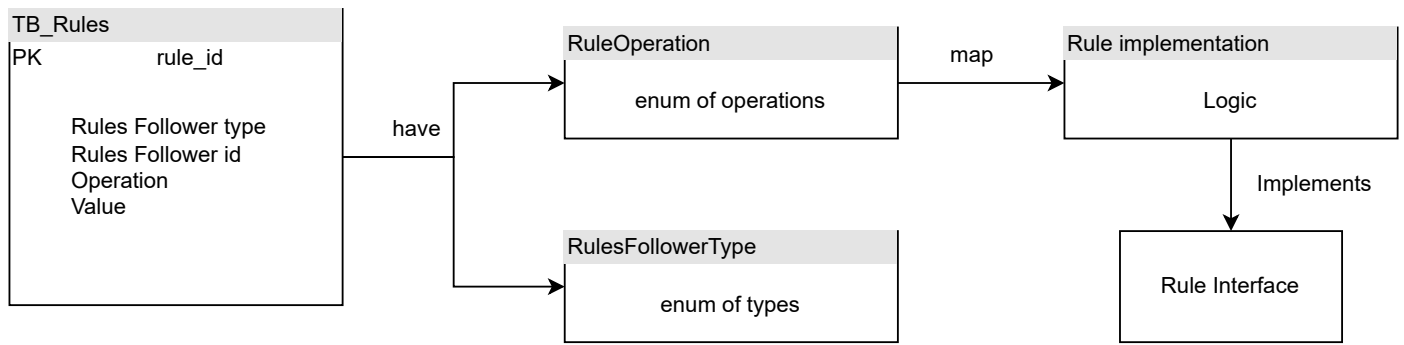 TB_Rules
PK rule_id
Rules Follower type
Rules Follower id
Operation
Value
have
RuleOperation
enum of operations
RulesFollowerType
enum of types
map
Rule implementation
Logic
Implements
Rule Interface